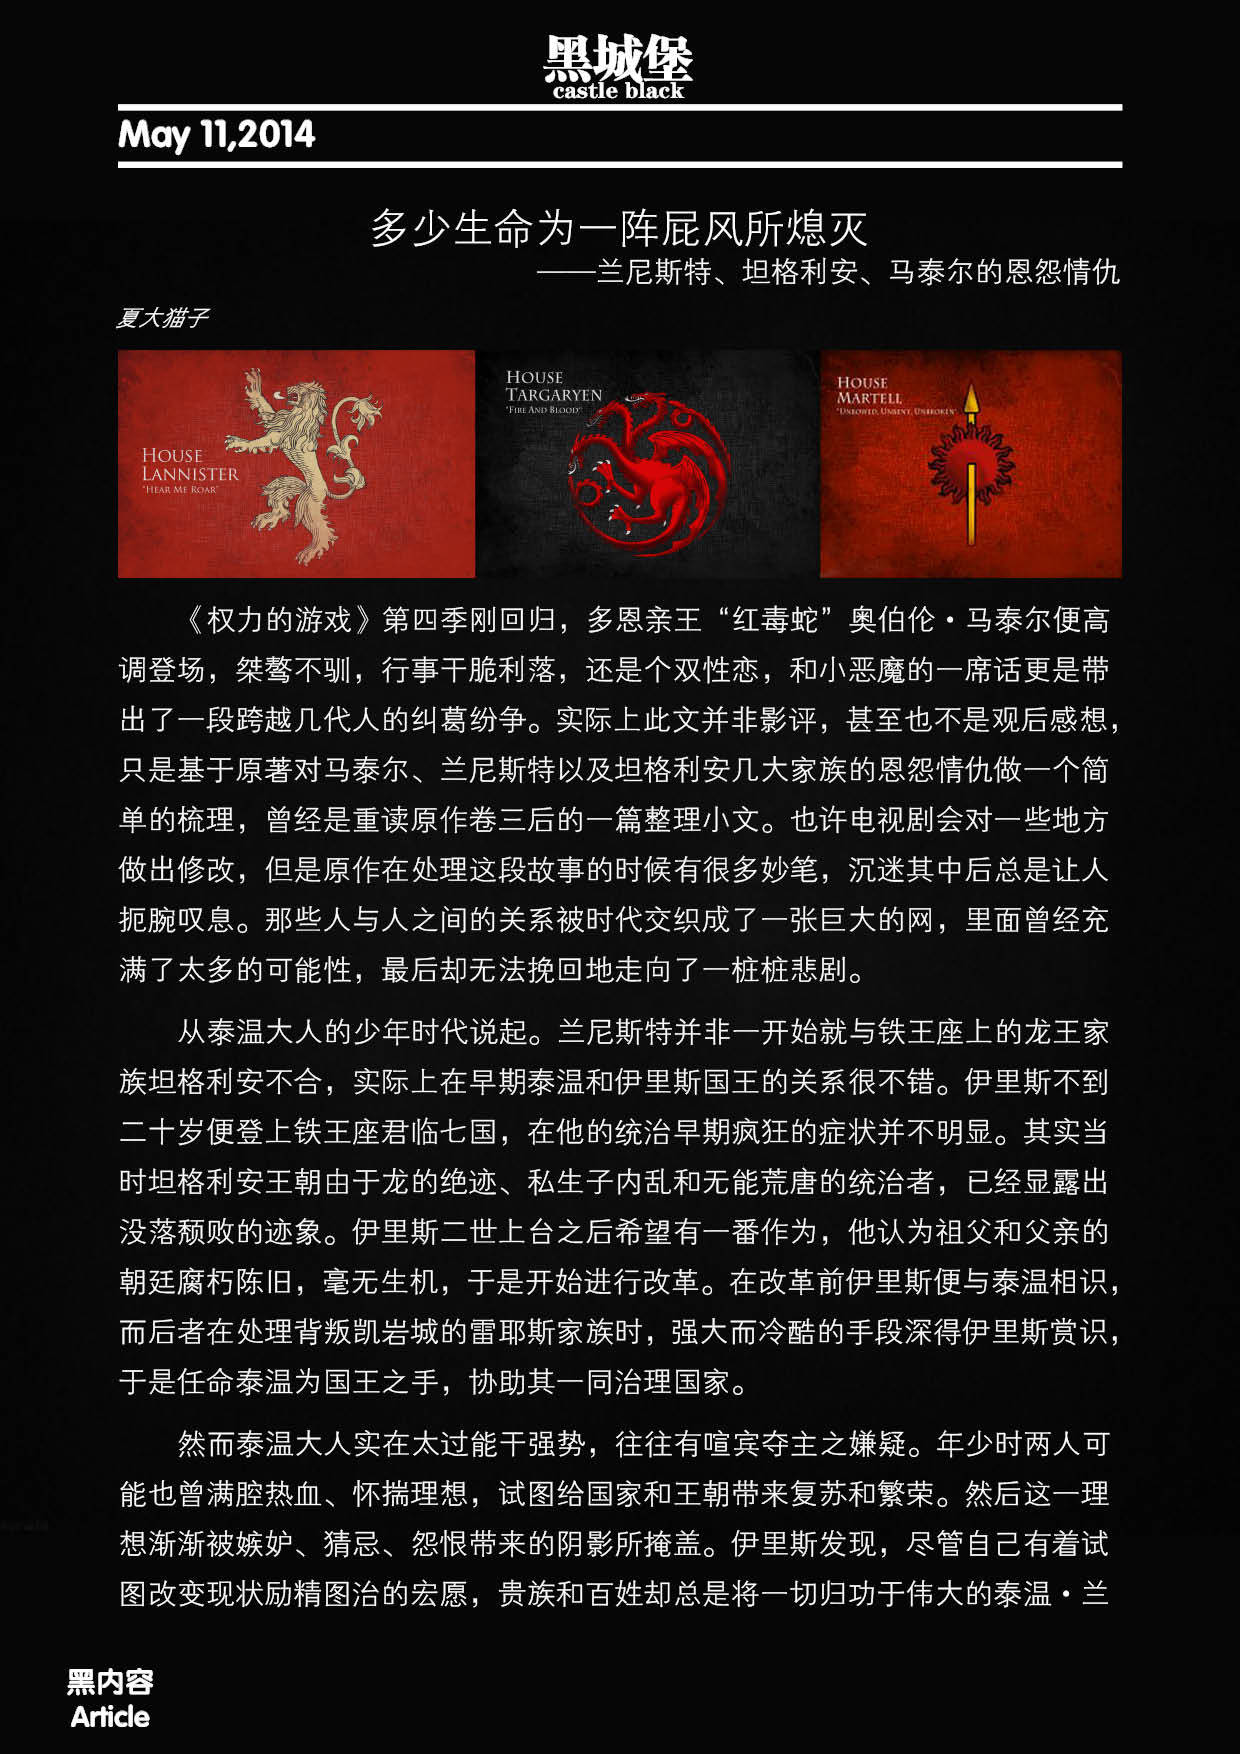 黑城堡
castle black
May 11,2014
多少生命为一阵屁风所熄灭
——兰尼斯特、坦格利安、马泰尔的恩怨情仇
夏大猫子
HOUSE
LANNISTER
"HEAR ME ROAR"
HOUSE
TARGARYEN
"FIRE AND BLOOD"
HOUSE
MARTELL
"UNBOWED, UNBENT, UNBROKEN"
《权力的游戏》第四季刚回归，多恩亲王“红毒蛇”奥伯伦·马泰尔便高
调登场，桀骜不驯，行事干脆利落，还是个双性恋，和小恶魔的一席话更是带
出了一段跨越几代人的纠葛纷争。实际上此文并非影评，甚至也不是观后感想，
只是基于原著对马泰尔、兰尼斯特以及坦格利安几大家族的恩怨情仇做一个简
单的梳理，曾经是重读原作卷三后的一篇整理小文。也许电视剧会对一些地方
做出修改，但是原作在处理这段故事的时候有很多妙笔，沉迷其中后总是让人
扼腕叹息。那些人与人之间的关系被时代交织成了一张巨大的网，里面曾经充
满了太多的可能性，最后却无法挽回地走向了一桩桩悲剧。
从泰温大人的少年时代说起。兰尼斯特并非一开始就与铁王座上的龙王家
族坦格利安不合，实际上在早期泰温和伊里斯国王的关系很不错。伊里斯不到
二十岁便登上铁王座君临七国，在他的统治早期疯狂的症状并不明显。其实当
时坦格利安王朝由于龙的绝迹、私生子内乱和无能荒唐的统治者，已经显露出
没落颓败的迹象。伊里斯二世上台之后希望有一番作为，他认为祖父和父亲的
朝廷腐朽陈旧，毫无生机，于是开始进行改革。在改革前伊里斯便与泰温相识，
而后者在处理背叛凯岩城的雷耶斯家族时，强大而冷酷的手段深得伊里斯赏识，
于是任命泰温为国王之手，协助其一同治理国家。
然而泰温大人实在太过能干强势，往往有喧宾夺主之嫌疑。年少时两人可
能也曾满腔热血、怀揣理想，试图给国家和王朝带来复苏和繁荣。然后这一理
想渐渐被嫉妒、猜忌、怨恨带来的阴影所掩盖。伊里斯发现，尽管自己有着试
图改变现状励精图治的宏愿，贵族和百姓却总是将一切归功于伟大的泰温·兰
黑内容
Article